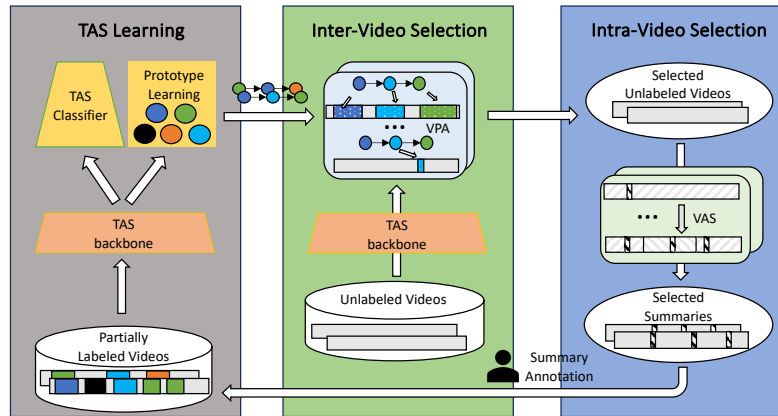 TAS Learning
TAS
Classifier
Prototype
Learning
TAS
backbone
Partially
Labeled Videos
Inter-Video Selection
•••
VPA
TAS
backbone
Unlabeled Videos
Intra-Video Selection
Selected
Unlabeled Videos
•••
VAS
Selected
Summaries
Summary
Annotation